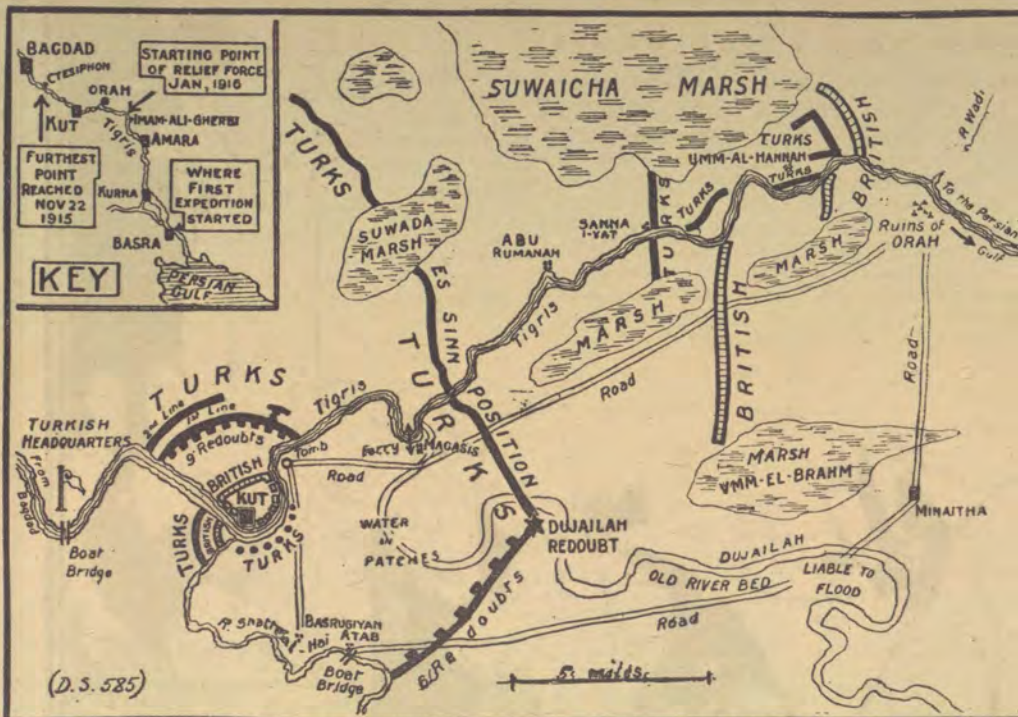 BAGDAD
CTESIPHON
ORAH
STARTING POINT
OF RELIEF FORCE
JAN, 1916
IMAM-ALI-GHERBI
KUT
Tigris
AMARA
FURTHEST
POINT
REACHED
NOV 22
1915
KURNA
WHERE
FIRST
EXPEDITION
STARTED
BASRA
KEY
PERSIAN
GULF
SUWAICHA MARSH
TURKS
SUWADA
MARSH
ES SINN POSITION
TURKS
ABU
RUMANAH
SANNA
I-YAT
TURKS
TURKS
TURKS
UMM-AL-HANNAH
TURKS
BRITISH
BRITISH
R. Wadi
To the Persian
Gulf
Ruins of
ORAH
MARSH
MARSH
Tigris
Road
BRITISH
Road
MARSH
UMM-EL-BRAHM
MINAITHA
TURKS
2nd Line
1st Line
9 Redoubts
TURKISH
HEADQUARTERS
from
Bagdad
Boat
Bridge
BRITISH
KUT
BRITISH
TURKS
TURKS
Tomb
Tigris
Ferry
MAGASIS
Road
WATER
in
PATCHES
DUJAILAH
REDOUBT
DUJAILAH
OLD RIVER BED
LIABLE TO
FLOOD
Road
Redoubts
BASRUGIYAN
ATAB
Boat
Bridge
5 miles
(D.S. 585)